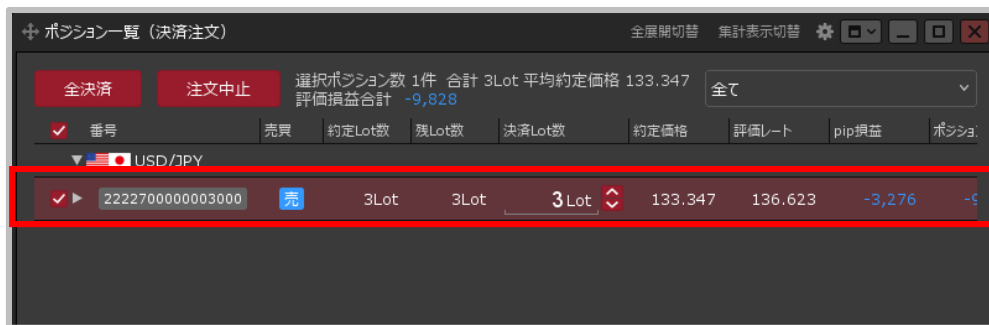 ポジション一覧（決済注文） 全展開切替 集計表示切替
全決済 注文中止 選択ポジション数 1件 合計 3Lot 平均約定価格 133.347 全て
評価損益合計 -9,828
番号 売買 約定Lot数 残Lot数 決済Lot数 約定価格 評価レート pip損益 ポジショ
USD/JPY
2222700000003000 売 3Lot 3Lot 3 Lot 133.347 136.623 -3,276